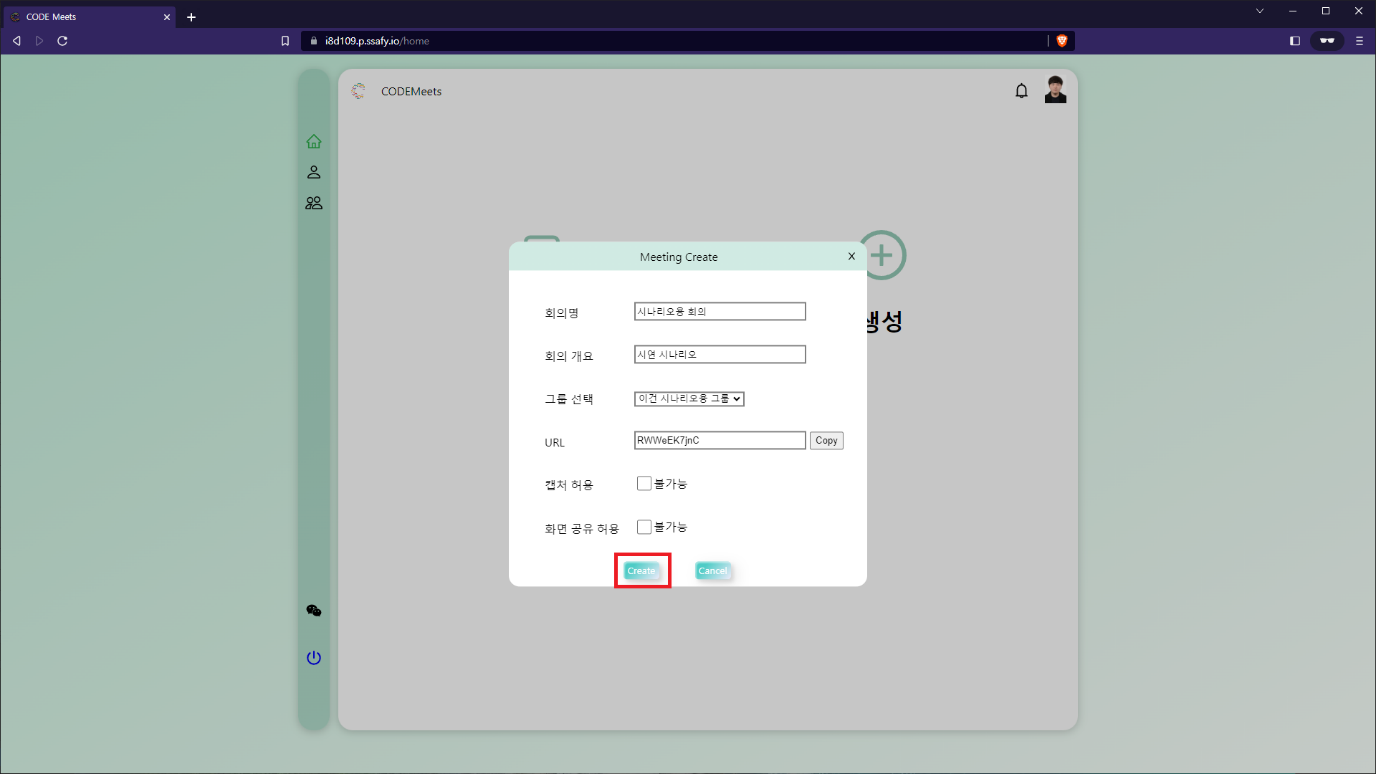 CODE Meets
i8d109.p.ssafy.io/home
CODEMeets
Meeting Create
X
생성
회의명
시나리오용 회의
회의 개요
시연 시나리오
그룹 선택
이건 시나리오용 그룹
URL
RWWeEK7jnC
Copy
캡처 허용
불가능
화면 공유 허용
불가능
Create
Cancel